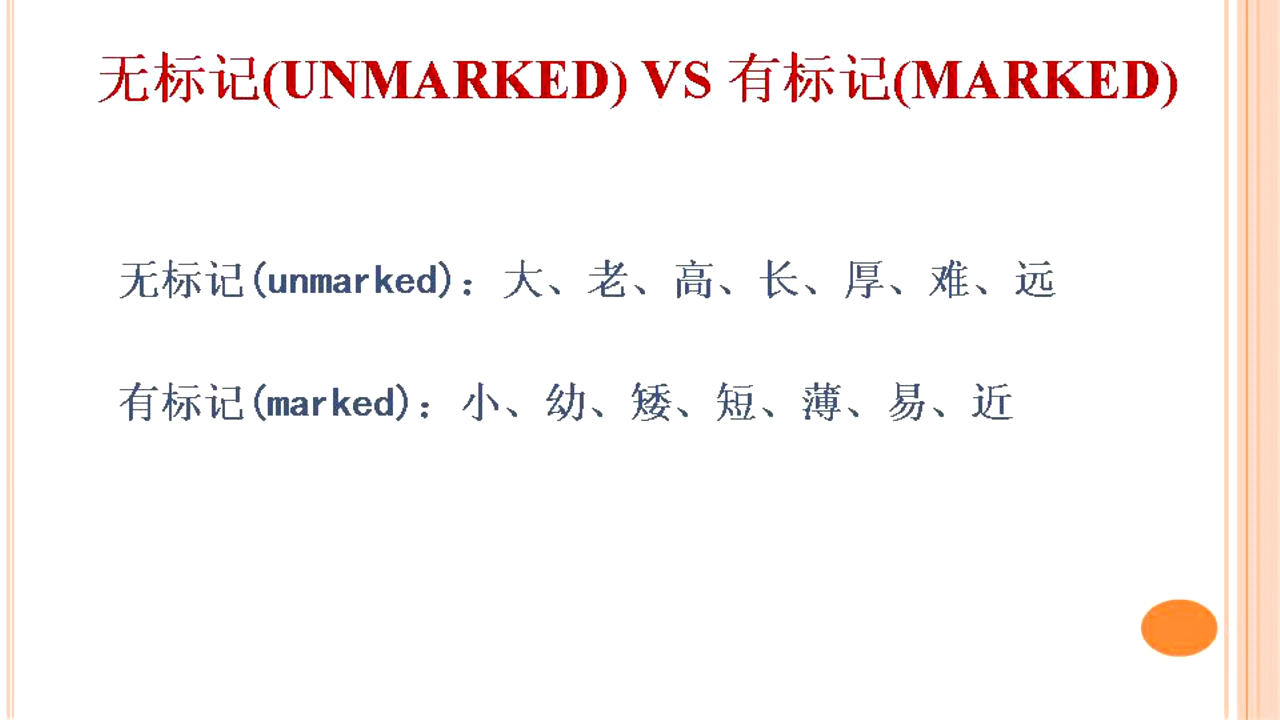 无标记(UNMARKED) VS 有标记(MARKED)
无标记(unmarked)：大、老、高、长、厚、难、远
有标记(marked)：小、幼、矮、短、薄、易、近